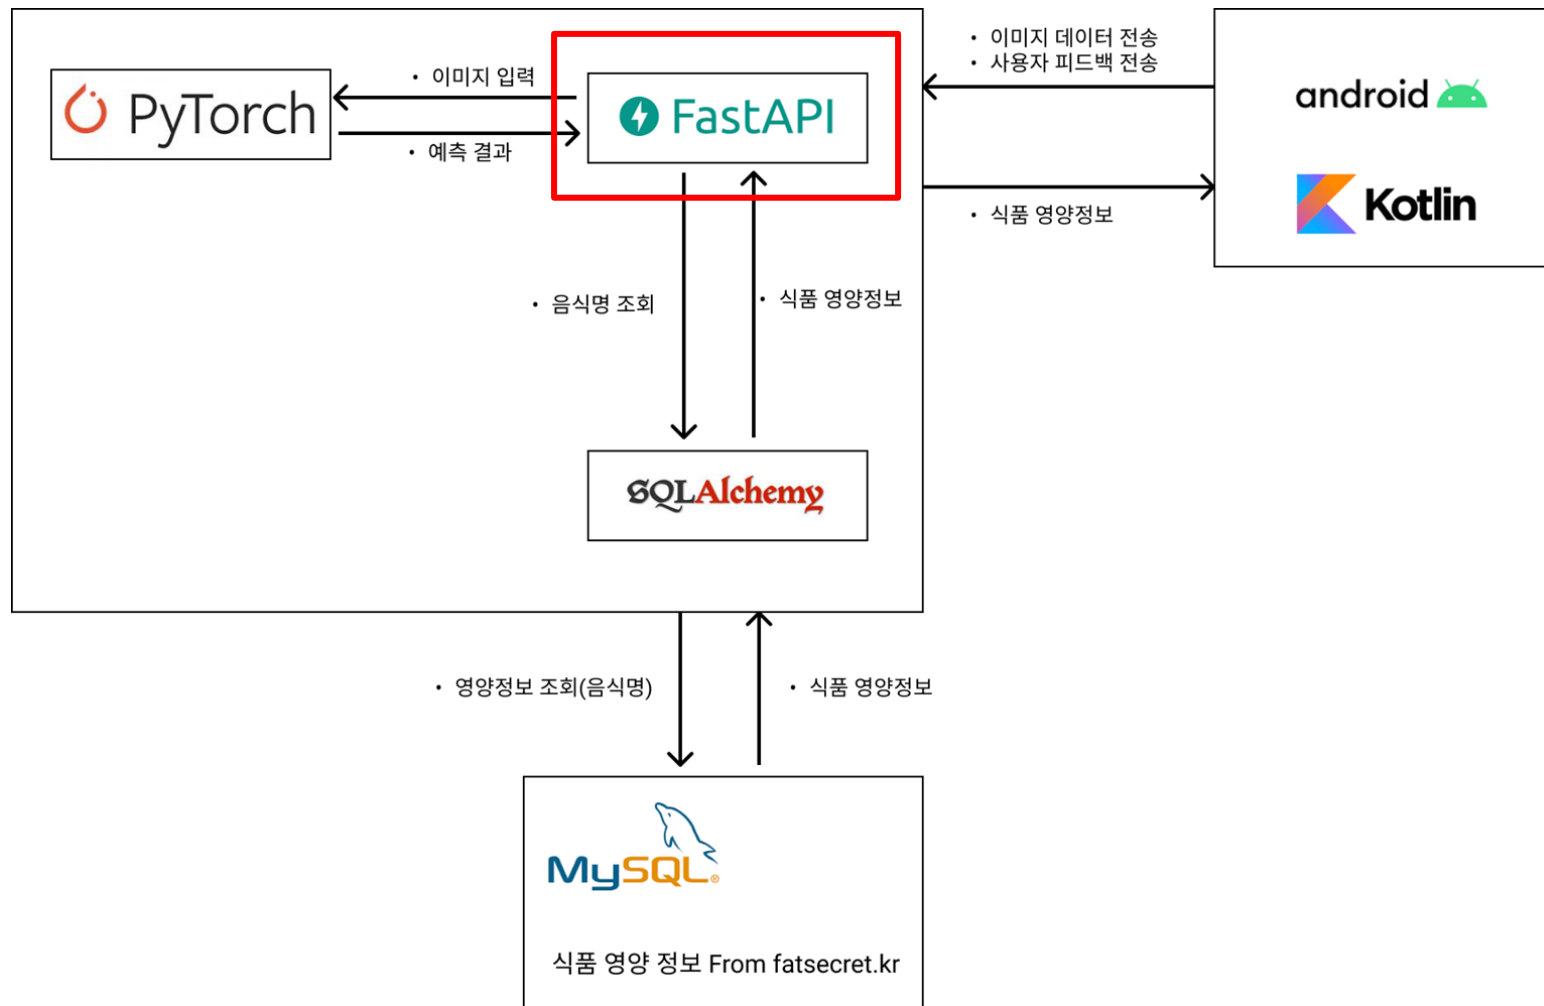 PyTorch
• 이미지 입력
• 예측 결과
FastAPI
• 이미지 데이터 전송
• 사용자 피드백 전송
• 식품 영양정보
android
Kotlin
• 음식명 조회
• 식품 영양정보
SQLAlchemy
• 영양정보 조회(음식명)
• 식품 영양정보
MySQL®
식품 영양 정보 From fatsecret.kr